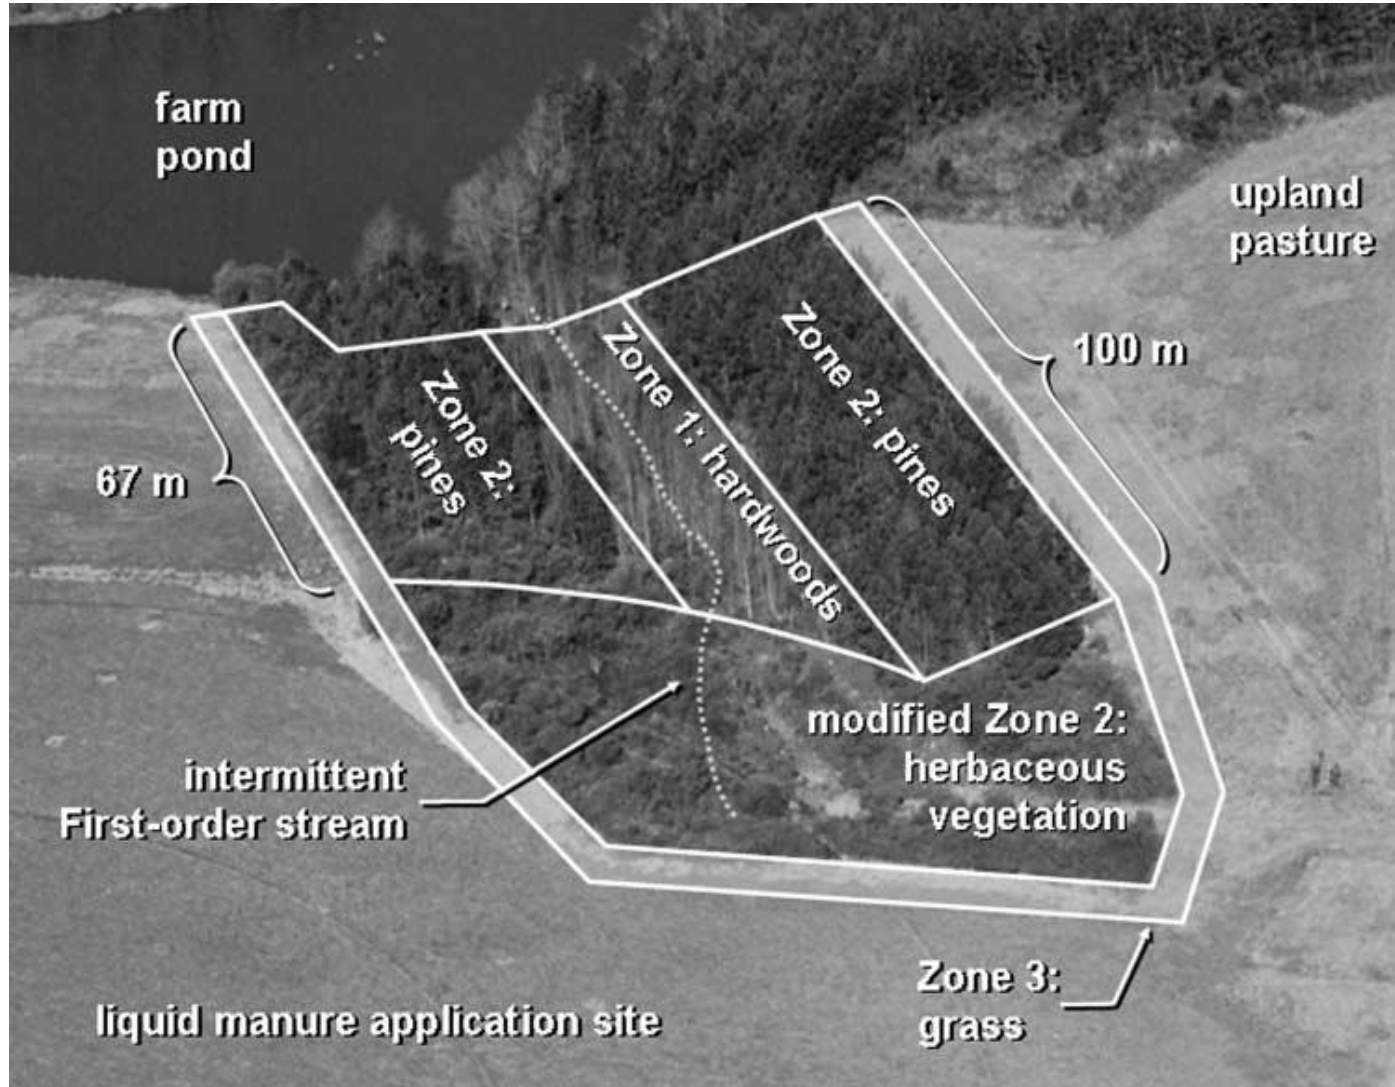 farm
pond
upland
pasture
100 m
Zone 2: pines
Zone 1: hardwoods
Zone 2:
pines
67 m
modified Zone 2:
herbaceous
vegetation
intermittent
First-order stream
Zone 3:
grass
liquid manure application site